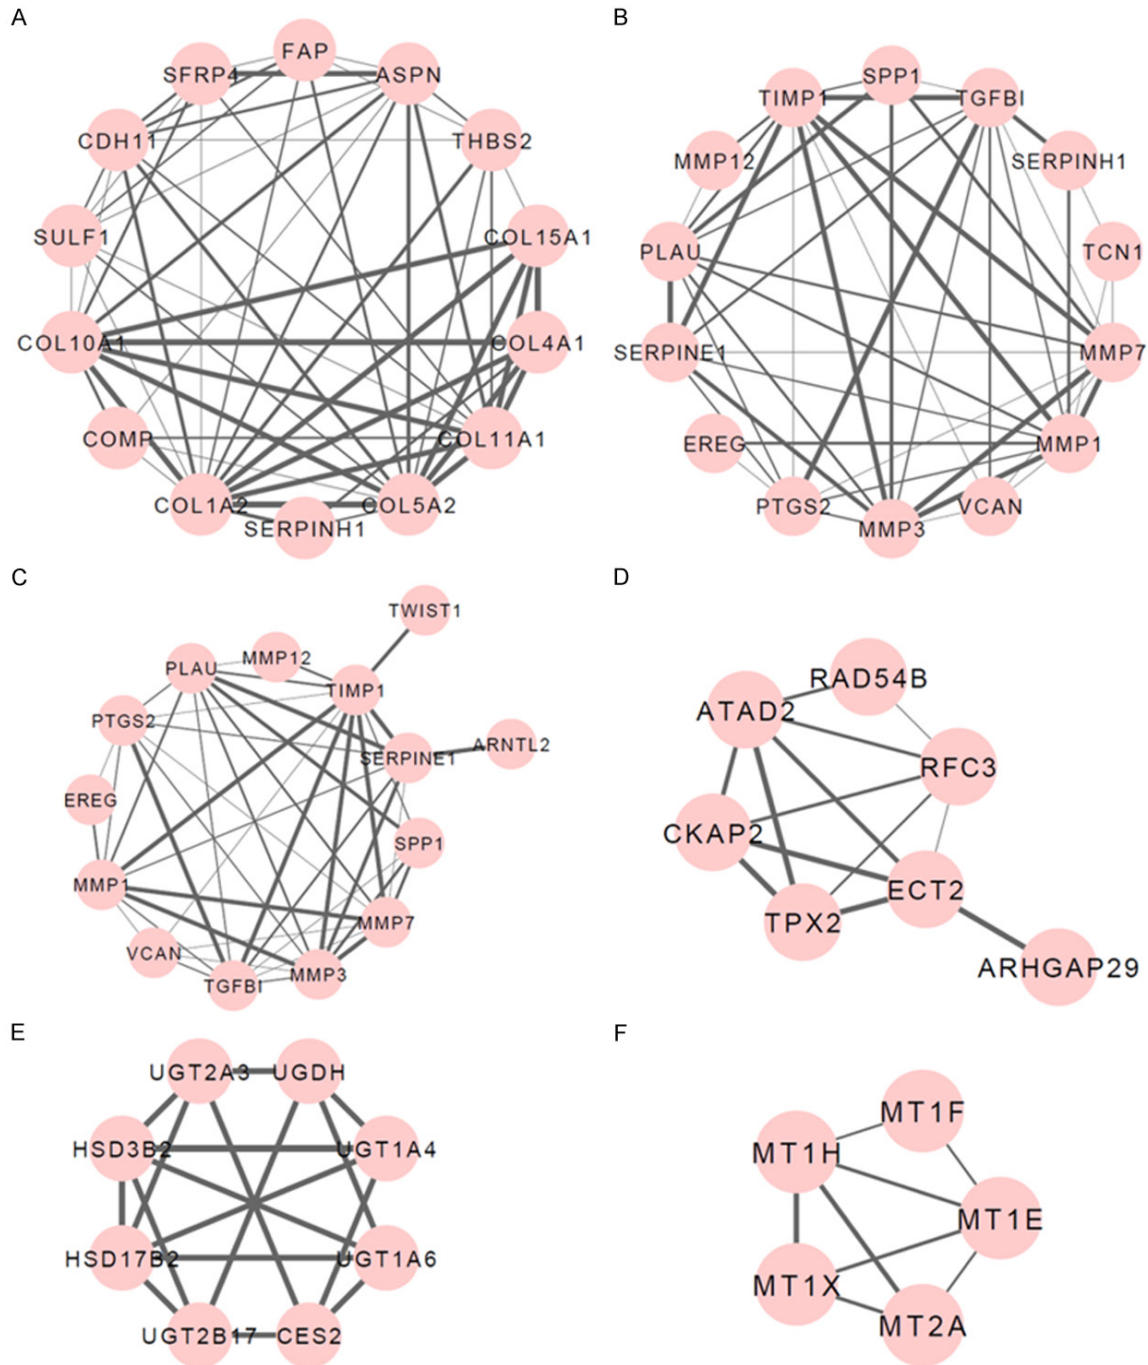 A
FAP
SFRP4
ASPN
CDH11
THBS2
SULF1
COL15A1
COL10A1
COL4A1
COMP
COL11A1
COL1A2
COL5A2
SERPINH1
B
SPP1
TIMP1
TGFBI
MMP12
SERPINH1
PLAU
TCN1
SERPINE1
MMP7
EREG
MMP1
PTGS2
VCAN
MMP3
C
TWIST1
MMP12
PLAU
TIMP1
PTGS2
ARNTL2
SERPINE1
EREG
SPP1
MMP1
MMP7
VCAN
MMP3
TGFBI
D
RAD54B
ATAD2
RFC3
CKAP2
ECT2
TPX2
ARHGAP29
E
UGT2A3
UGDH
HSD3B2
UGT1A4
HSD17B2
UGT1A6
UGT2B17
CES2
F
MT1F
MT1H
MT1E
MT1X
MT2A